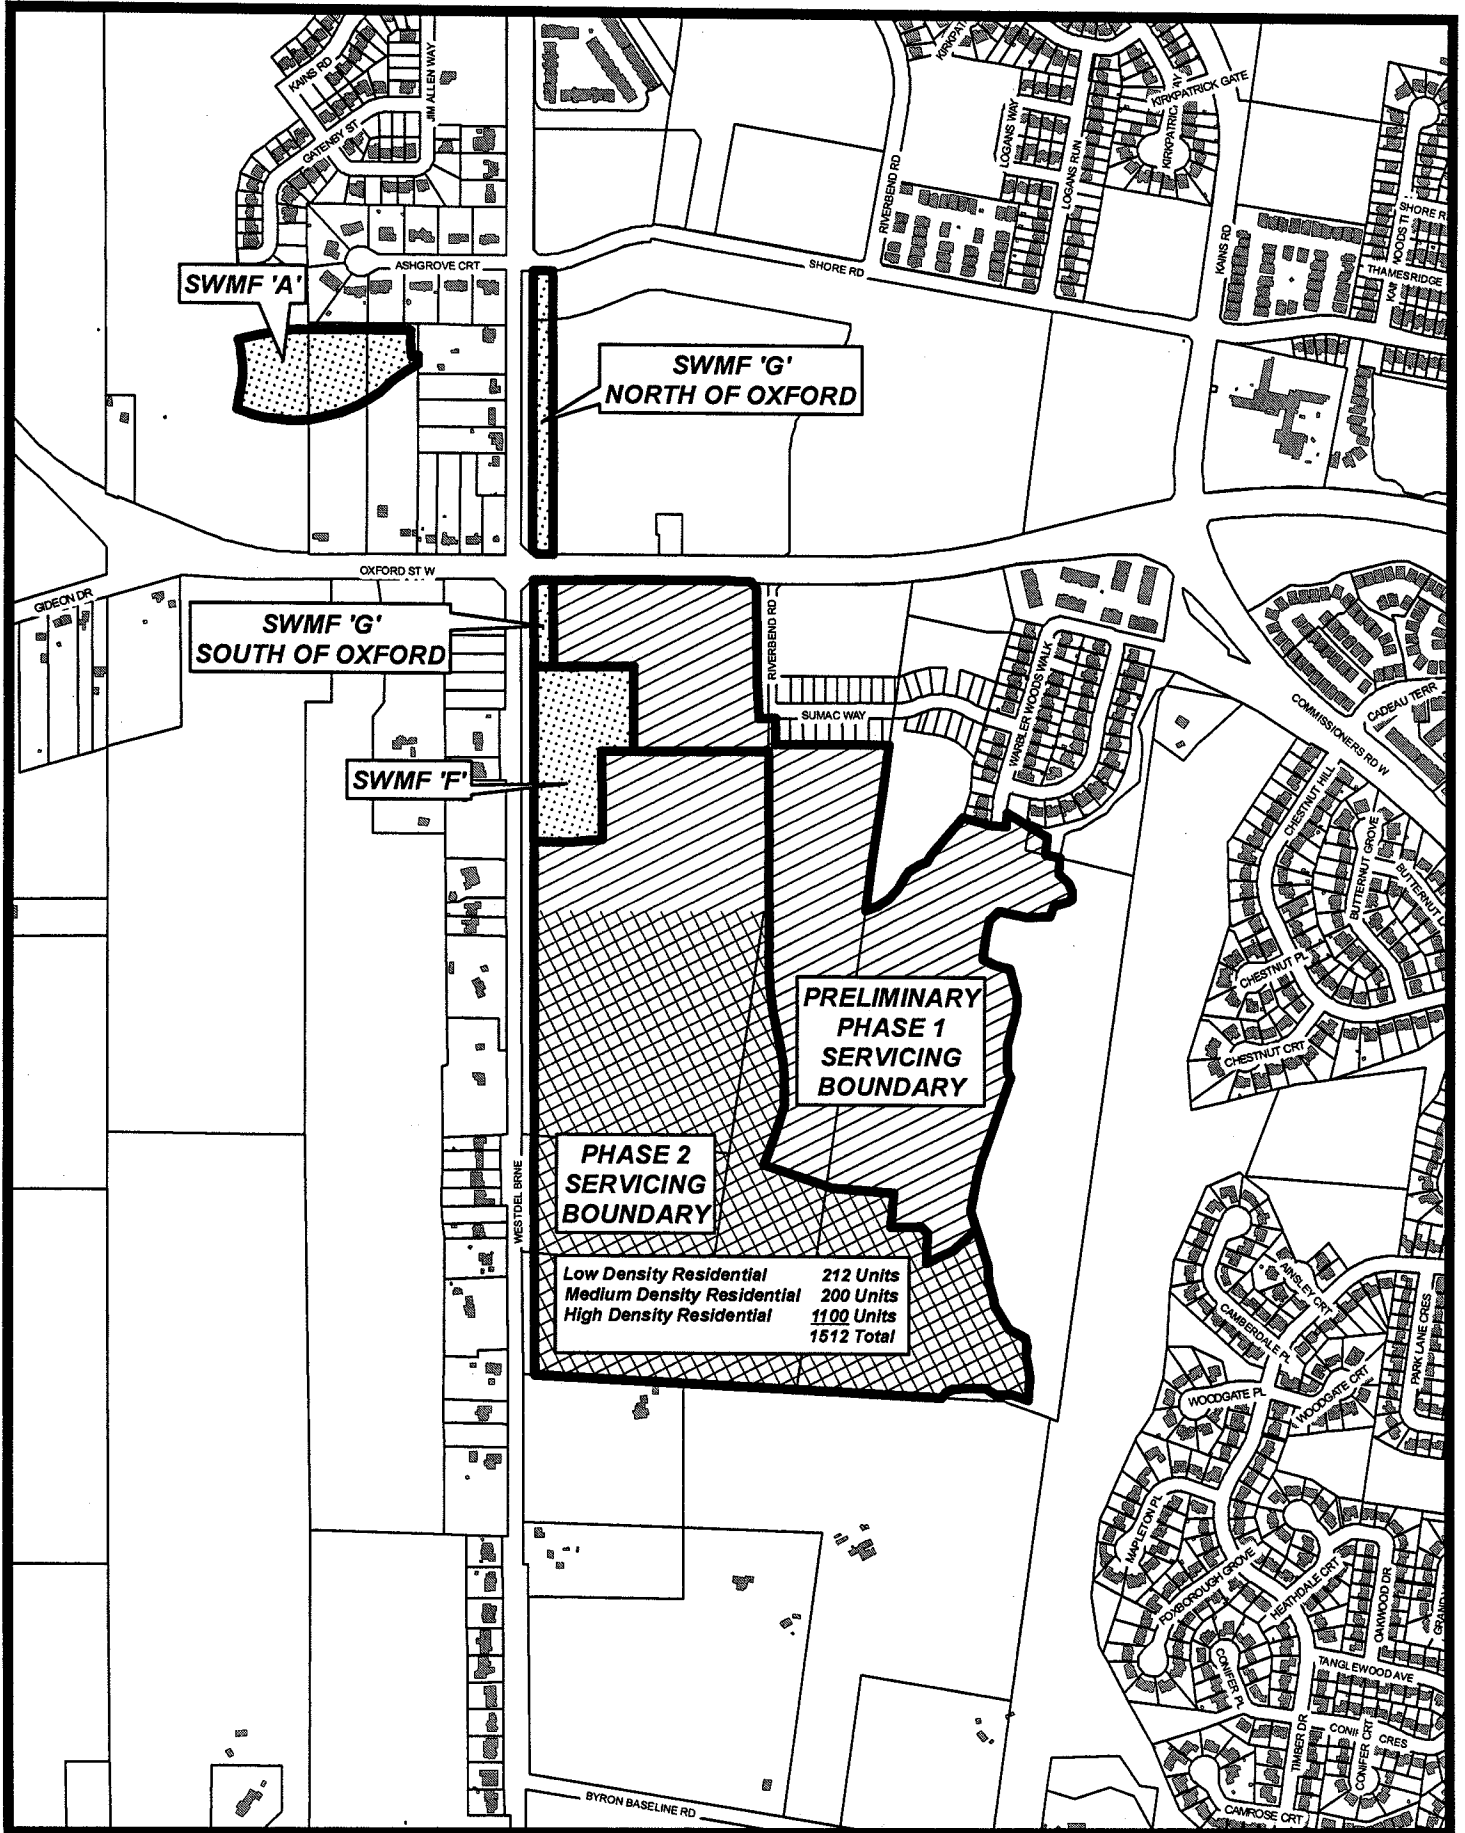 KAINS RD
JIM ALLEN WAY
GATENBY ST
ASHGROVE CRT
SWMF 'A'
LOGANS WAY
LOGANS RUN
KIRKPATRICK GATE
RIVERBEND RD
SHORE RD
KAINS RD
THAMESRIDGE
SWMF 'G'
NORTH OF OXFORD
OXFORD ST W
GIDEON DR
SWMF 'G'
SOUTH OF OXFORD
RIVERBEND RD
SUMAC WAY
WARBLER WOODS WALK
COMMISSIONERS RD W
CADEAU TERR
SWMF 'F'
CHESTNUT HILL
BUTTERNUT GROVE
BUTTERNUT L
CHESTNUT PL
CHESTNUT CRT
PRELIMINARY
PHASE 1
SERVICING
BOUNDARY
WESTDEL BRNE
PHASE 2
SERVICING
BOUNDARY
Low Density Residential 212 Units
Medium Density Residential 200 Units
High Density Residential 1100 Units
1512 Total
AINSLEY CRT
CAMBERDALE PL
PARK LANE CRES
WOODGATE PL
WOODGATE CRT
MAPLETON PL
FOXBOROUGH GROVE
HEATHDALE CRT
OAKWOOD DR
CONIFER PL
TANGLEWOOD AVE
TIMBER DR
CONIFER CRT
CRES
CAMROSE CRT
BYRON BASELINE RD